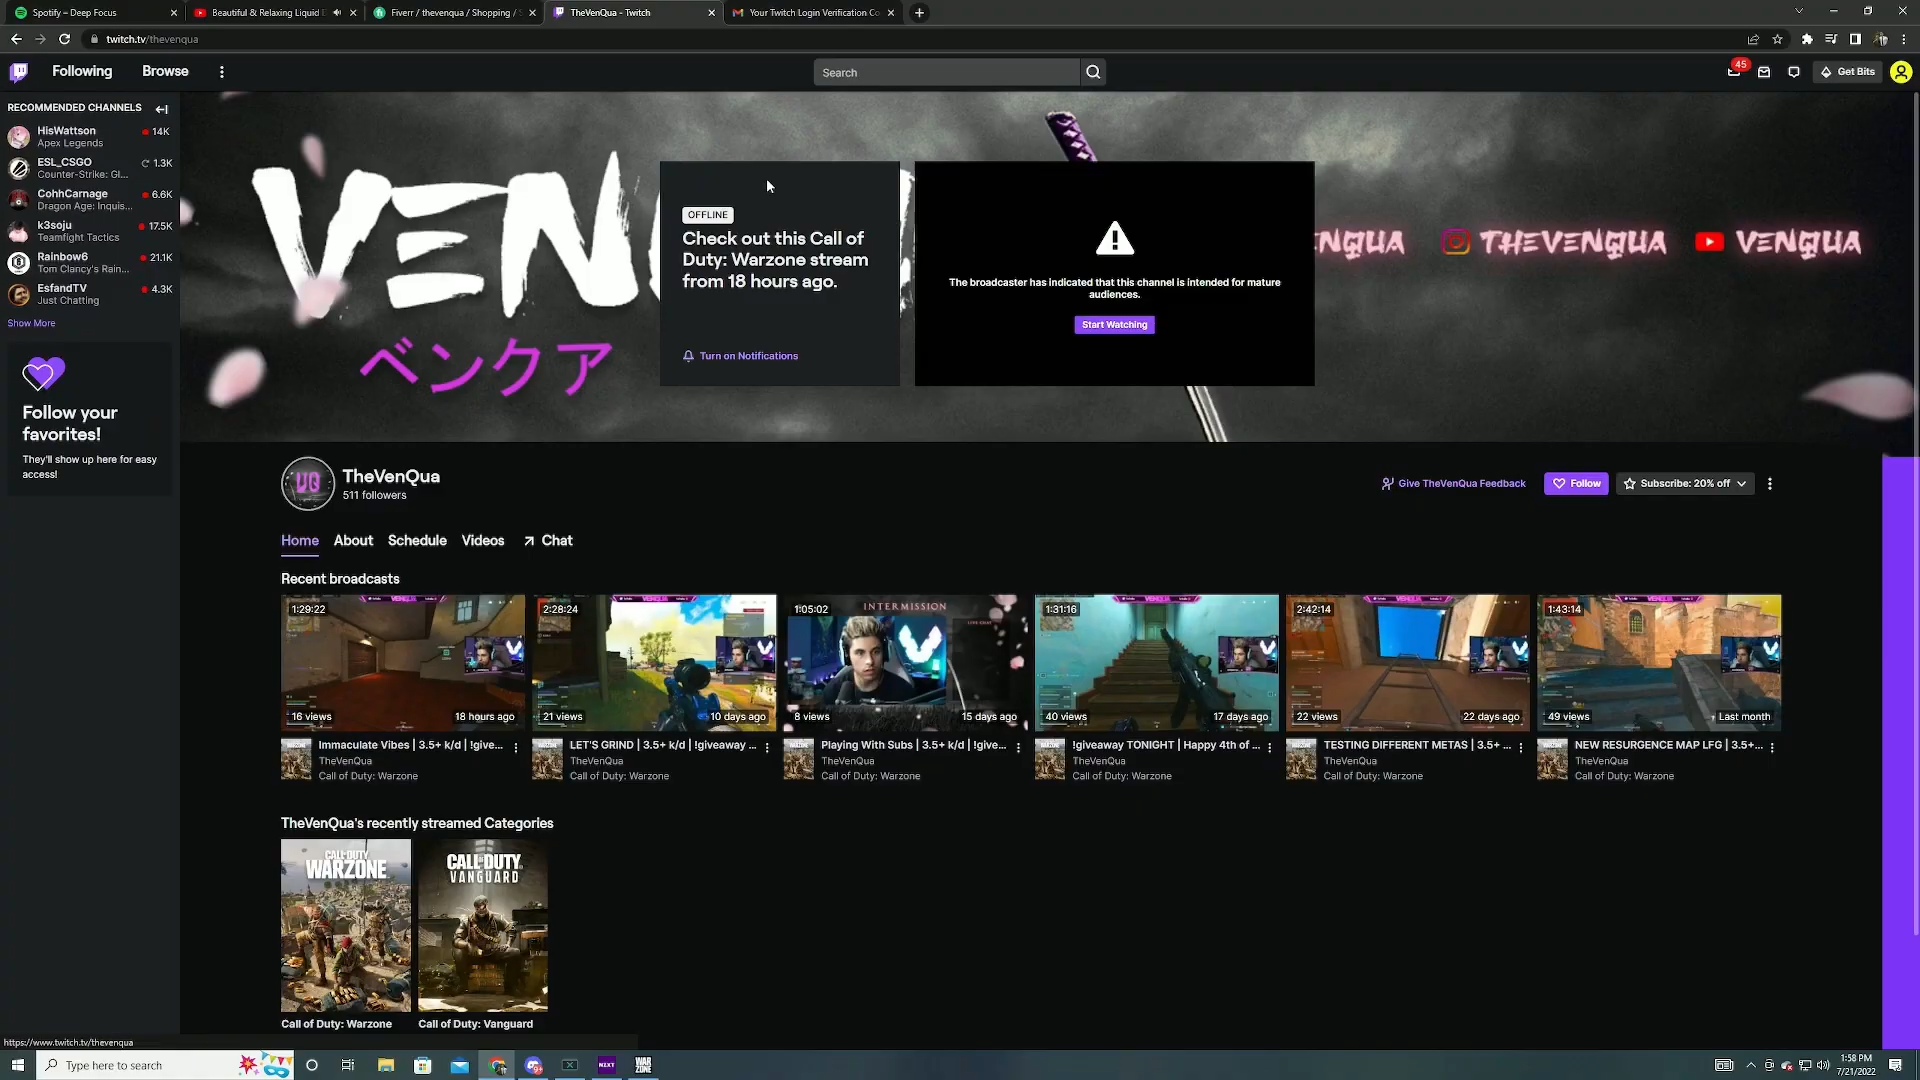 Spotify – Deep Focus
Beautiful & Relaxing Liquid
Fiverr / thevenqua / Shopping /
TheVenQua - Twitch
Your Twitch Login Verification Co
twitch.tv/thevenqua
Following
Browse
Search
45
Get Bits
RECOMMENDED CHANNELS
HisWattson
14K
Apex Legends
ESL_CSGO
1.3K
Counter-Strike: Gl...
CohhCarnage
6.6K
Dragon Age: Inquis...
k3soju
17.5K
Teamfight Tactics
Rainbow6
21.1K
Tom Clancy's Rain...
EsfandTV
4.3K
Just Chatting
Show More
Follow your
favorites!
They'll show up here for easy
access!
VEN
ベンクア
OFFLINE
Check out this Call of
Duty: Warzone stream
from 18 hours ago.
Turn on Notifications
The broadcaster has indicated that this channel is intended for mature
audiences.
Start Watching
NQUA
THEVENQUA
VENQUA
VQ
TheVenQua
511 followers
Give TheVenQua Feedback
Follow
Subscribe: 20% off
Home
About
Schedule
Videos
Chat
Recent broadcasts
1:29:22
16 views
18 hours ago
Immaculate Vibes | 3.5+ k/d | !give...
TheVenQua
Call of Duty: Warzone
2:28:24
21 views
10 days ago
LET'S GRIND | 3.5+ k/d | !giveaway ...
TheVenQua
Call of Duty: Warzone
1:05:02
INTERMISSION
8 views
15 days ago
Playing With Subs | 3.5+ k/d | !give...
TheVenQua
Call of Duty: Warzone
1:31:16
40 views
17 days ago
!giveaway TONIGHT | Happy 4th of ...
TheVenQua
Call of Duty: Warzone
2:42:14
22 views
22 days ago
TESTING DIFFERENT METAS | 3.5+ ...
TheVenQua
Call of Duty: Warzone
1:43:14
49 views
Last month
NEW RESURGENCE MAP LFG | 3.5+...
TheVenQua
Call of Duty: Warzone
TheVenQua's recently streamed Categories
CALL OF DUTY
WARZONE
CALL OF DUTY
VANGUARD
Call of Duty: Warzone
Call of Duty: Vanguard
https://www.twitch.tv/thevenqua
Type here to search
NZXT
WAR
ZONE
1:58 PM
7/21/2022